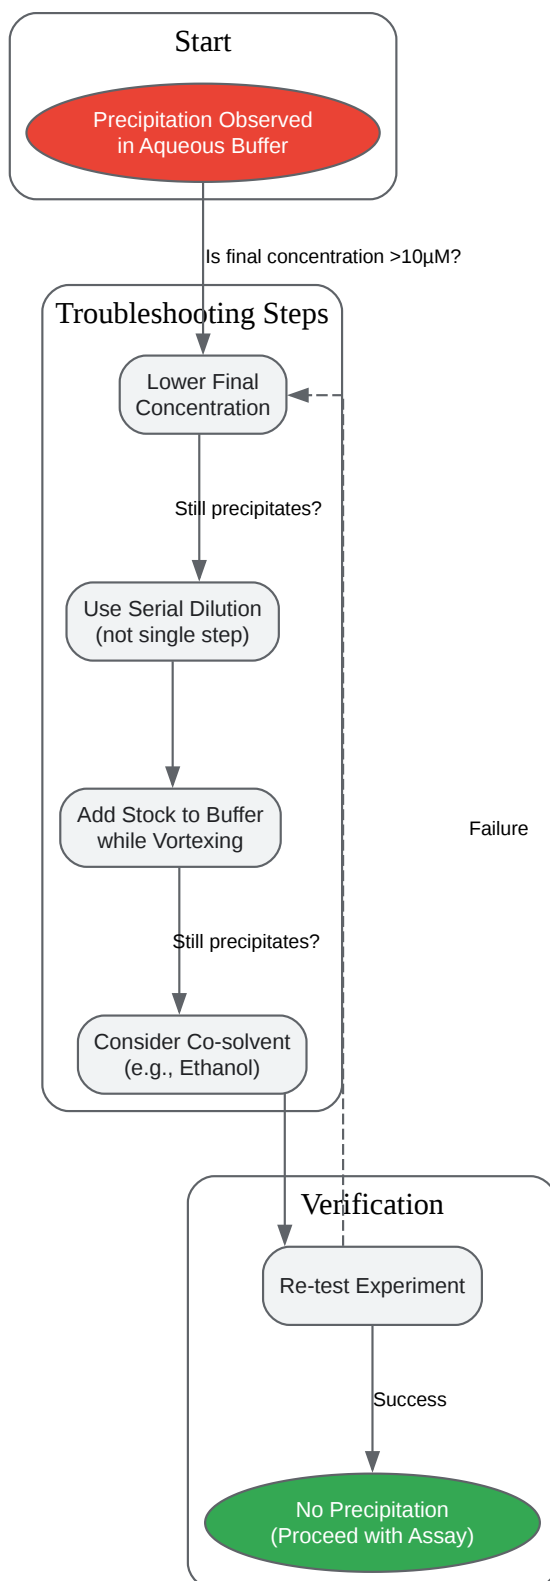 Start
Precipitation Observed
in Aqueous Buffer
Is final concentration >10µM?
Troubleshooting Steps
Lower Final
Concentration
Still precipitates?
Use Serial Dilution
(not single step)
Add Stock to Buffer
while Vortexing
Failure
Still precipitates?
Consider Co-solvent
(e.g., Ethanol)
Verification
Re-test Experiment
Success
No Precipitation
(Proceed with Assay)